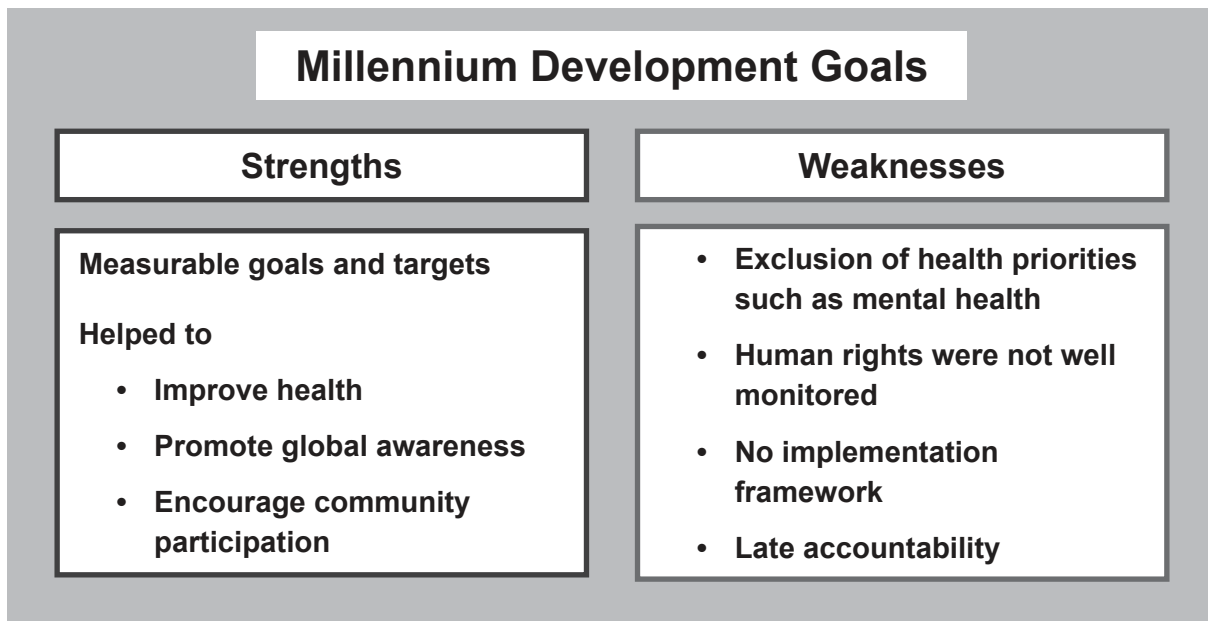 Millennium Development Goals
Strengths
Measurable goals and targets
Helped to
• Improve health
• Promote global awareness
• Encourage community
participation
Weaknesses
• Exclusion of health priorities
such as mental health
• Human rights were not well
monitored
• No implementation
framework
• Late accountability